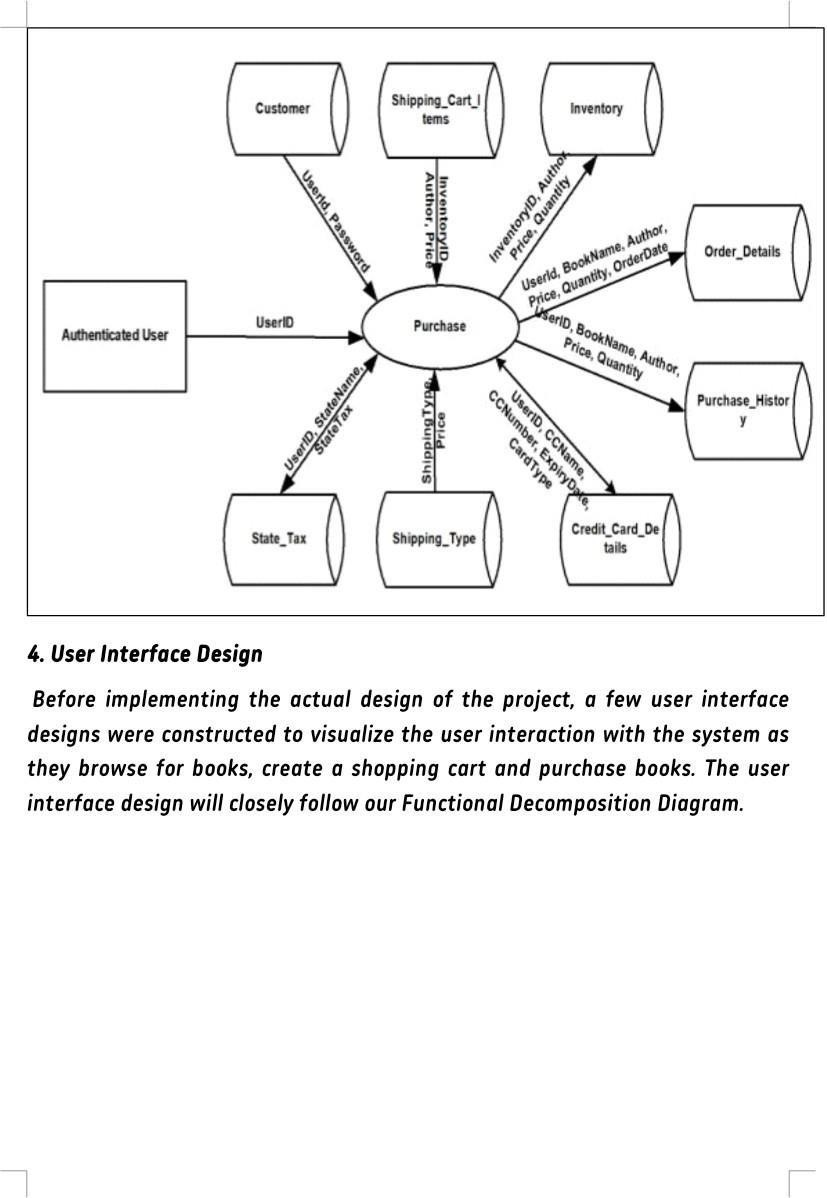 Customer
Shipping_Cart_I
tems
Inventory
UserId, Password
InventoryID
Author, Price
InventoryID, Author,
Price, Quantity
UserId, BookName, Author,
Price, Quantity, OrderDate
Order_Details
Authenticated User
UserID
Purchase
UserID, BookName, Author,
Price, Quantity
Purchase_Histor
y
UserID, StateName,
StateTax
ShippingType,
Price
UserID, CCName,
CCNumber, ExpiryDate,
CardType
State_Tax
Shipping_Type
Credit_Card_De
tails
4. User Interface Design
Before implementing the actual design of the project, a few user interface
designs were constructed to visualize the user interaction with the system as
they browse for books, create a shopping cart and purchase books. The user
interface design will closely follow our Functional Decomposition Diagram.